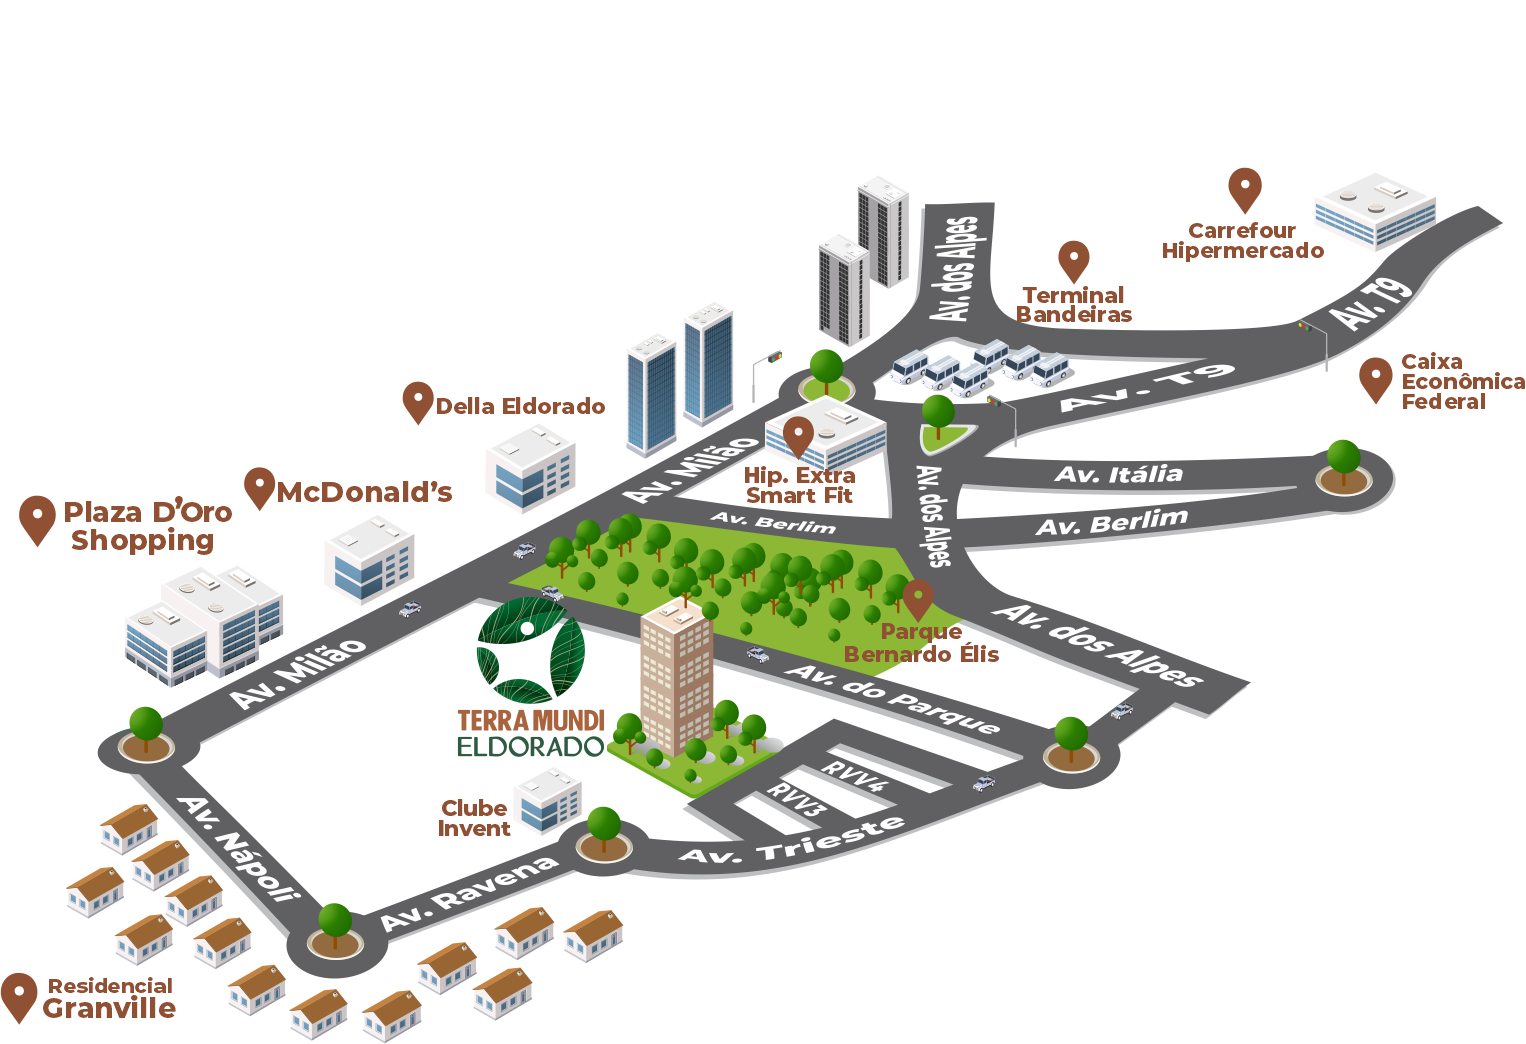 Av. dos Alpes
Carrefour
Hipermercado
Terminal
Bandeiras
Av. T9
Av. T9
Caixa
Econômica
Federal
Della Eldorado
Av. Milão
Hip. Extra
Smart Fit
Av. Itália
McDonald's
Plaza D'Oro
Shopping
Av. Berlim
Av. dos Alpes
Av. Berlim
Parque
Bernardo Élis
Av. dos Alpes
Av. Milão
Av. do Parque
TERRA MUNDI
ELDORADO
RVV4
RVV3
Clube
Invent
Av. Trieste
Av. Nápoli
Av. Ravena
Residencial
Granville